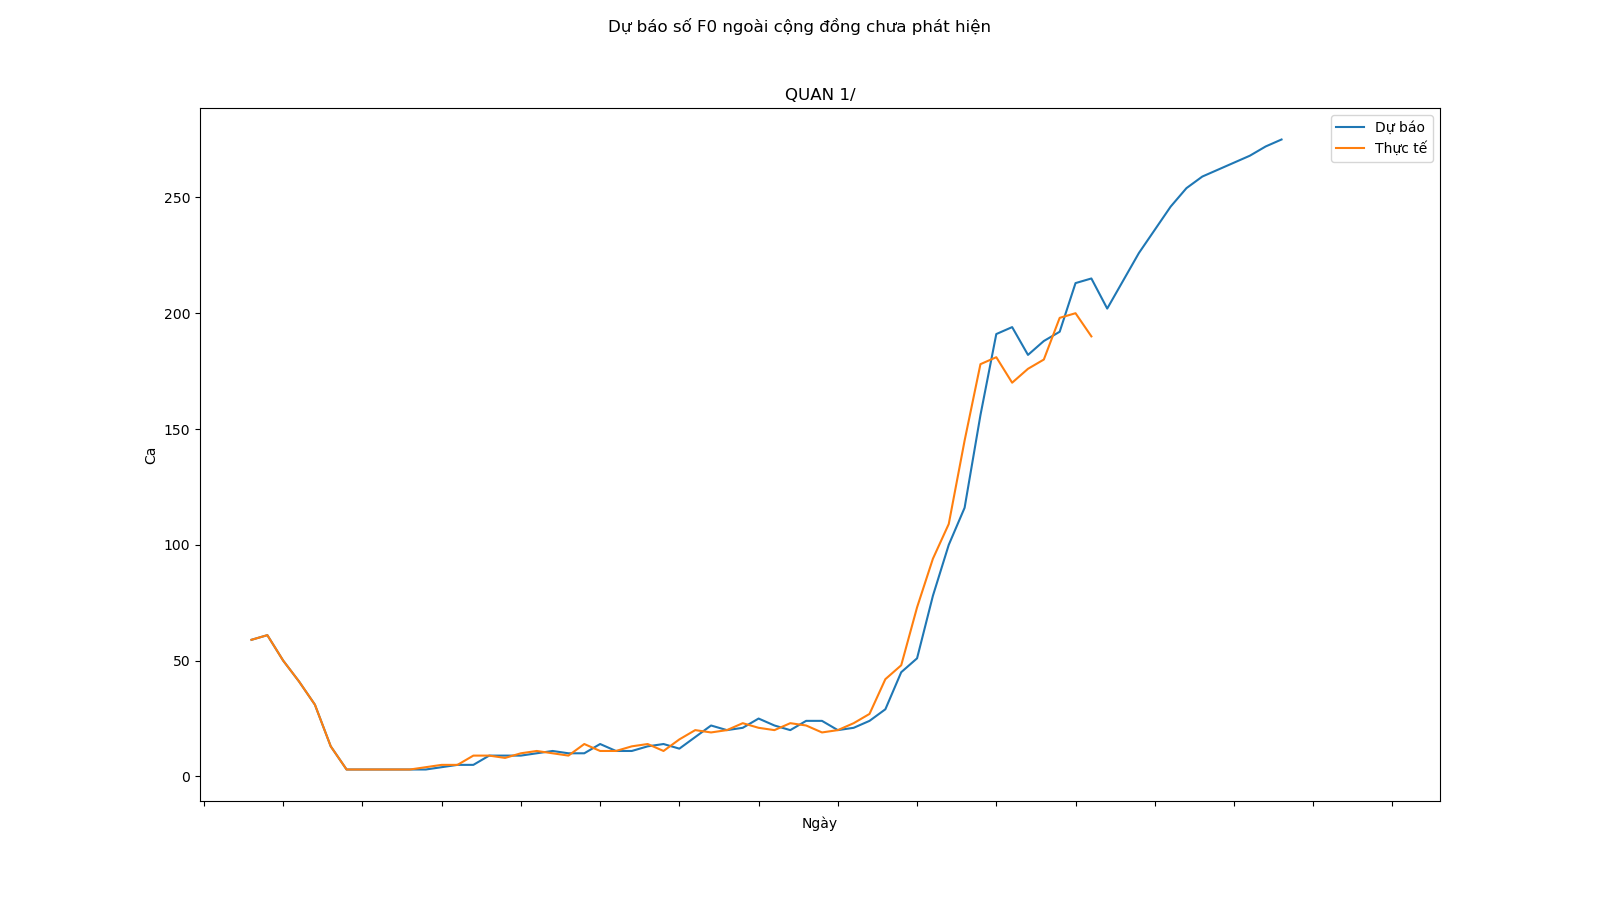 Dự báo số F0 ngoài cộng đồng chưa phát hiện
QUAN 1/
Dự báo
Thực tế
250
200
150
100
50
0
Ca
Ngày